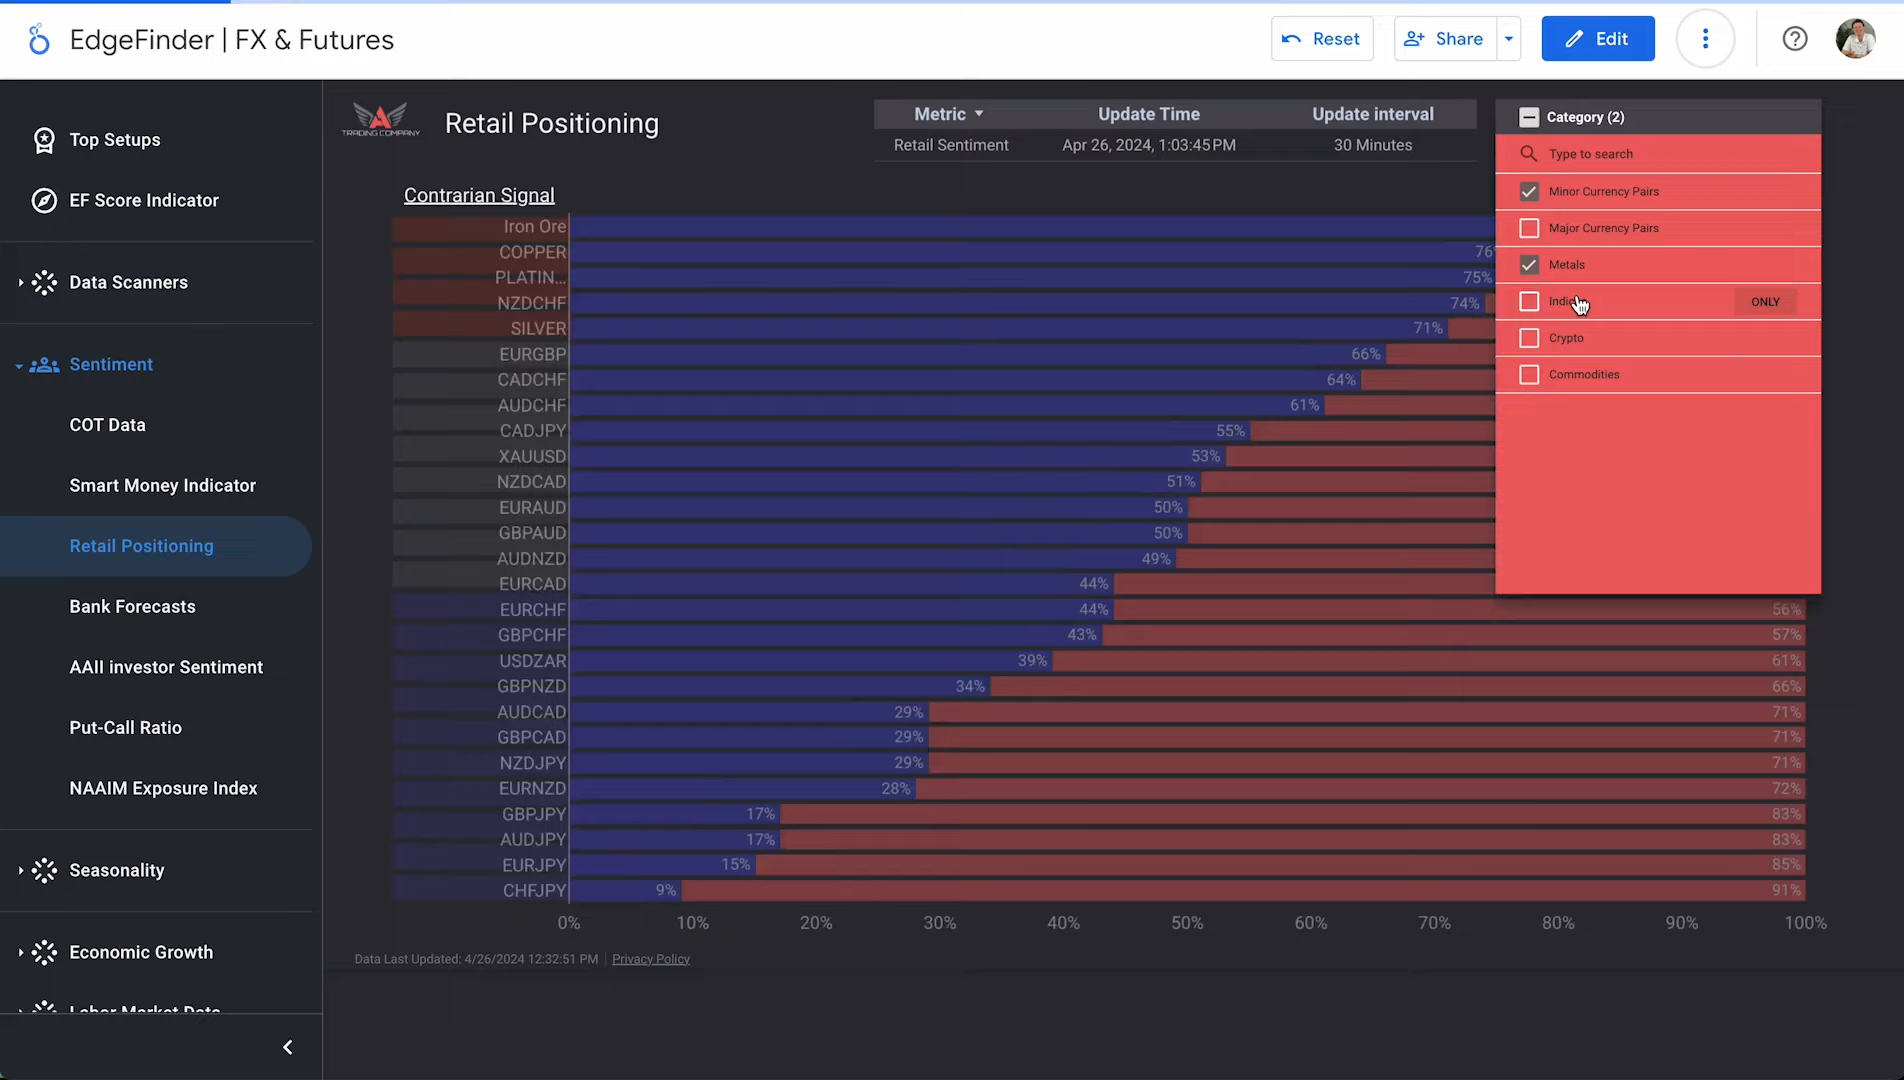 EdgeFinder | FX & Futures
Reset
Share
Edit
Top Setups
EF Score Indicator
Data Scanners
Sentiment
COT Data
Smart Money Indicator
Retail Positioning
Bank Forecasts
AAII investor Sentiment
Put-Call Ratio
NAAIM Exposure Index
Seasonality
Economic Growth
Labor Market Data
A
TRADING COMPANY
Retail Positioning
Metric Update Time Update interval
Retail Sentiment Apr 26, 2024, 1:03:45 PM 30 Minutes
Category (2)
Type to search
Minor Currency Pairs
Major Currency Pairs
Metals
ONLY
Crypto
Commodities
Contrarian Signal
Iron Ore
COPPER 76
PLATIN... 75%
NZDCHF 74%
SILVER 71%
EURGBP 66%
CADCHF 64%
AUDCHF 61%
CADJPY 55%
XAUUSD 53%
NZDCAD 51%
EURAUD 50%
GBPAUD 50%
AUDNZD 49%
EURCAD 44%
EURCHF 44% 56%
GBPCHF 43% 57%
USDZAR 39% 61%
GBPNZD 34% 66%
AUDCAD 29% 71%
GBPCAD 29% 71%
NZDJPY 29% 71%
EURNZD 28% 72%
GBPJPY 17% 83%
AUDJPY 17% 83%
EURJPY 15% 85%
CHFJPY 9% 91%
0% 10% 20% 30% 40% 50% 60% 70% 80% 90% 100%
Data Last Updated: 4/26/2024 12:32:51 PM | Privacy Policy